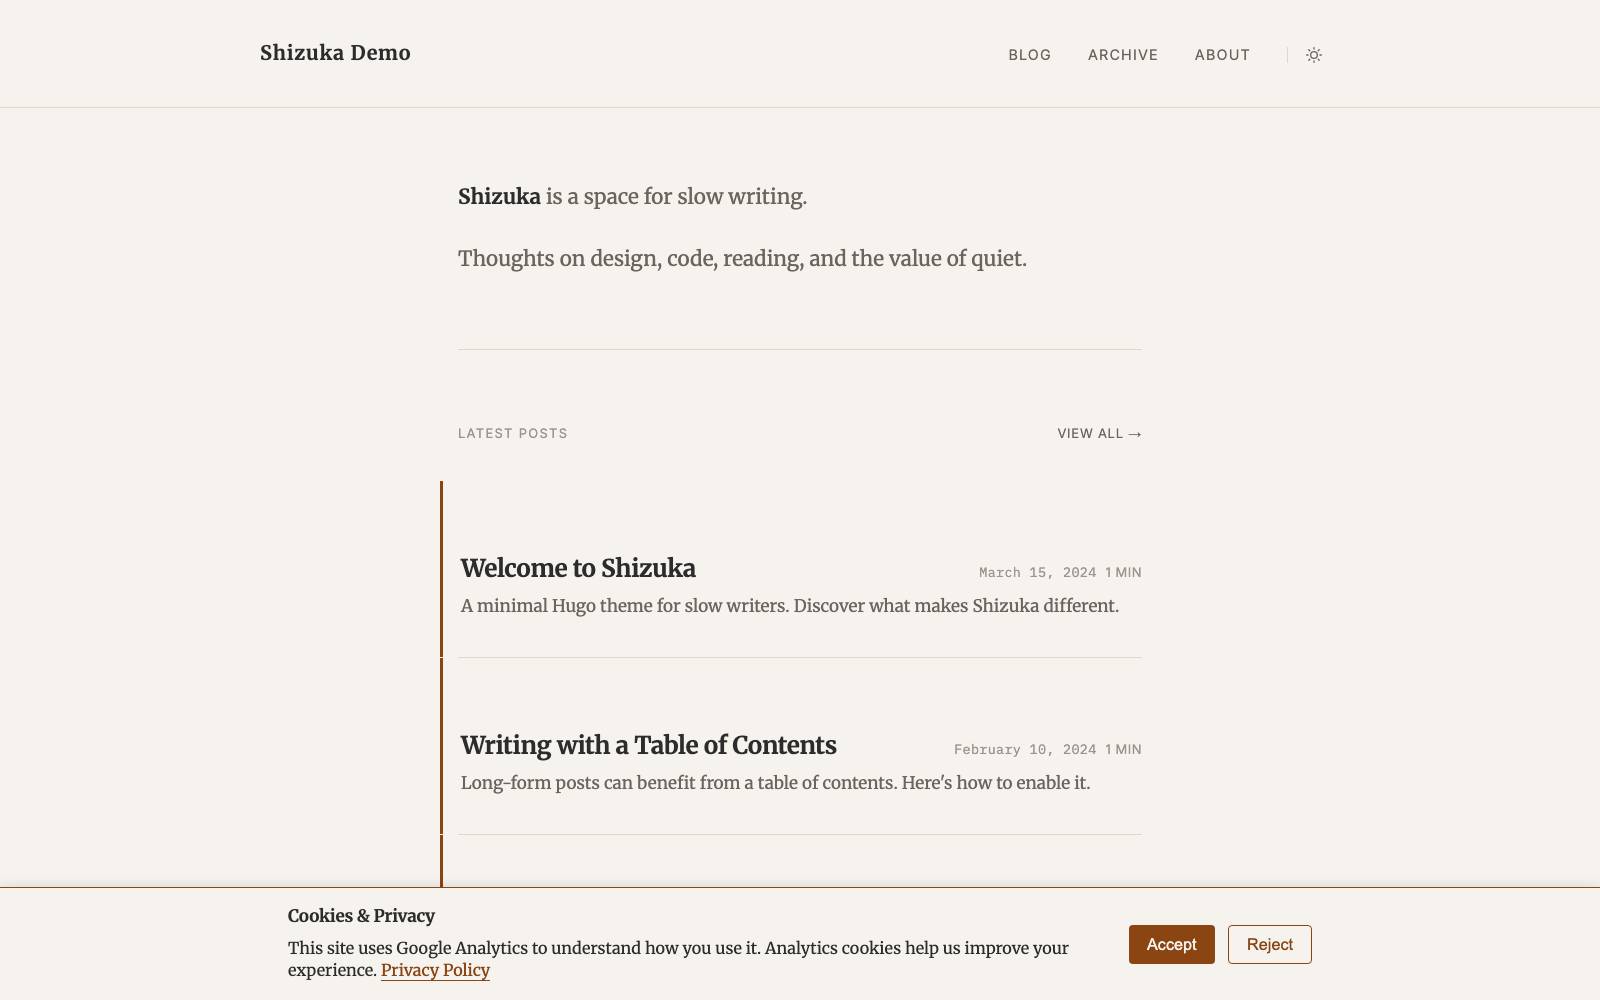 Shizuka Demo
BLOG ARCHIVE ABOUT
Shizuka is a space for slow writing.
Thoughts on design, code, reading, and the value of quiet.
LATEST POSTS VIEW ALL →
Welcome to Shizuka March 15, 2024 1 MIN
A minimal Hugo theme for slow writers. Discover what makes Shizuka different.
Writing with a Table of Contents February 10, 2024 1 MIN
Long-form posts can benefit from a table of contents. Here's how to enable it.
Cookies & Privacy
This site uses Google Analytics to understand how you use it. Analytics cookies help us improve your
experience. Privacy Policy
Accept Reject